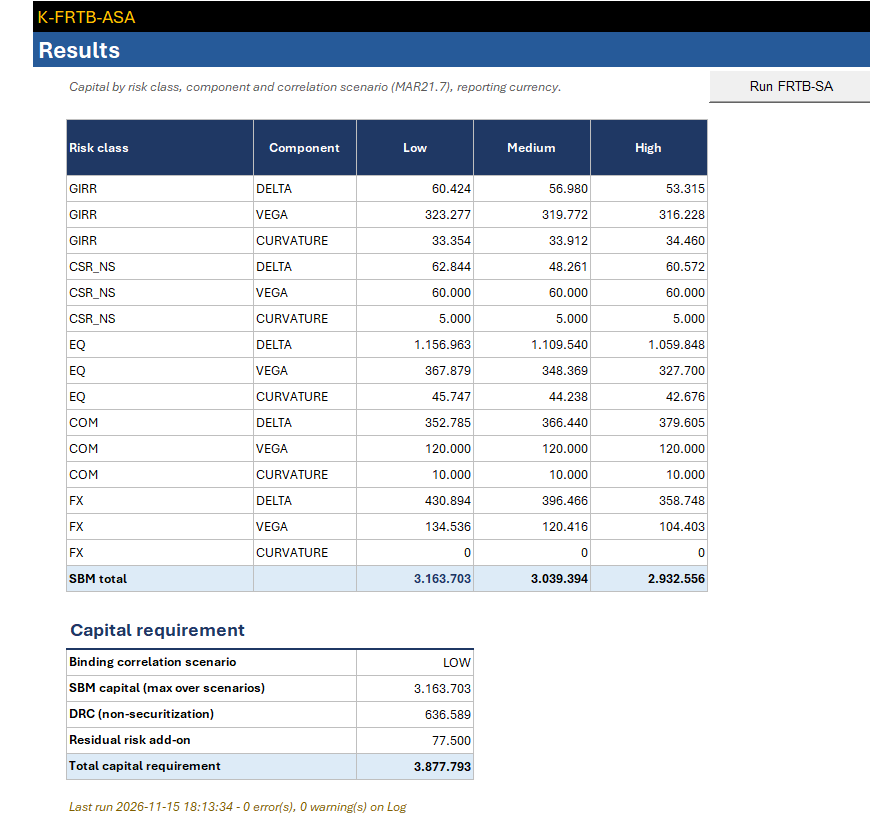 K-FRTB-ASA
Results
Capital by risk class, component and correlation scenario (MAR21.7), reporting currency.
Run FRTB-SA
Risk class Component Low Medium High
GIRR DELTA 60.424 56.980 53.315
GIRR VEGA 323.277 319.772 316.228
GIRR CURVATURE 33.354 33.912 34.460
CSR_NS DELTA 62.844 48.261 60.572
CSR_NS VEGA 60.000 60.000 60.000
CSR_NS CURVATURE 5.000 5.000 5.000
EQ DELTA 1.156.963 1.109.540 1.059.848
EQ VEGA 367.879 348.369 327.700
EQ CURVATURE 45.747 44.238 42.676
COM DELTA 352.785 366.440 379.605
COM VEGA 120.000 120.000 120.000
COM CURVATURE 10.000 10.000 10.000
FX DELTA 430.894 396.466 358.748
FX VEGA 134.536 120.416 104.403
FX CURVATURE 0 0 0
SBM total 3.163.703 3.039.394 2.932.556
Capital requirement
Binding correlation scenario LOW
SBM capital (max over scenarios) 3.163.703
DRC (non-securitization) 636.589
Residual risk add-on 77.500
Total capital requirement 3.877.793
Last run 2026-11-15 18:13:34 - 0 error(s), 0 warning(s) on Log